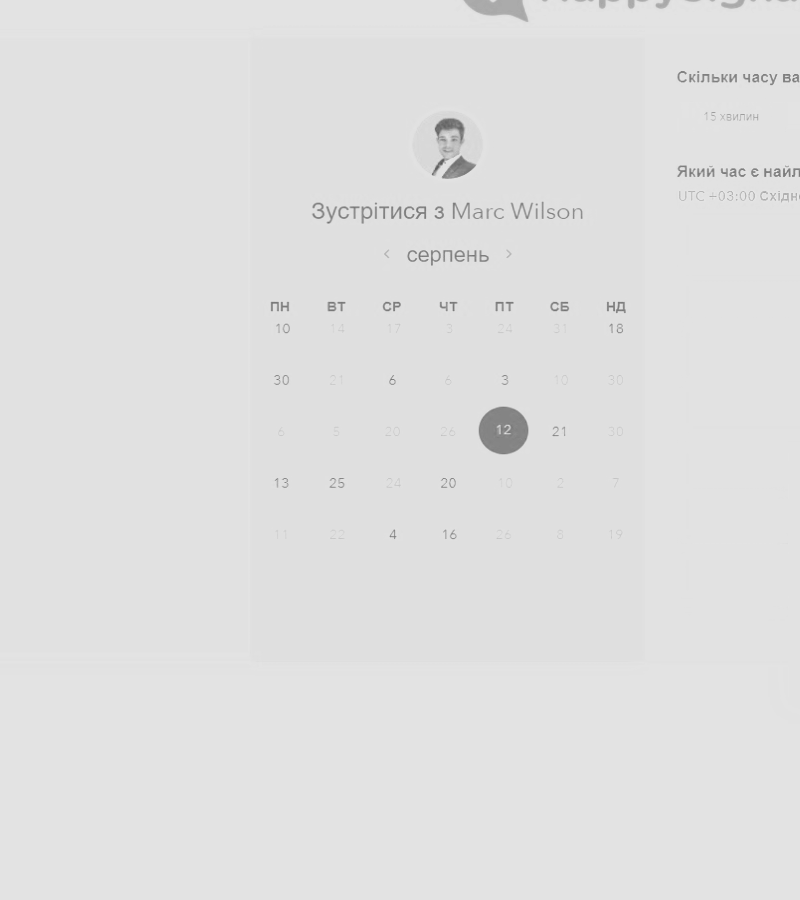 Зустрітися з Marc Wilson
серпень
ПН ВТ СР ЧТ ПТ СБ НД
10 14 17 3 24 31 18
30 21 6 6 3 10 30
6 5 20 26 12 21 30
13 25 24 20 10 2 7
11 22 4 16 26 3 19
Скільки часу ва
15 хвилин
Який час є найл
UTC +03:00 Східн